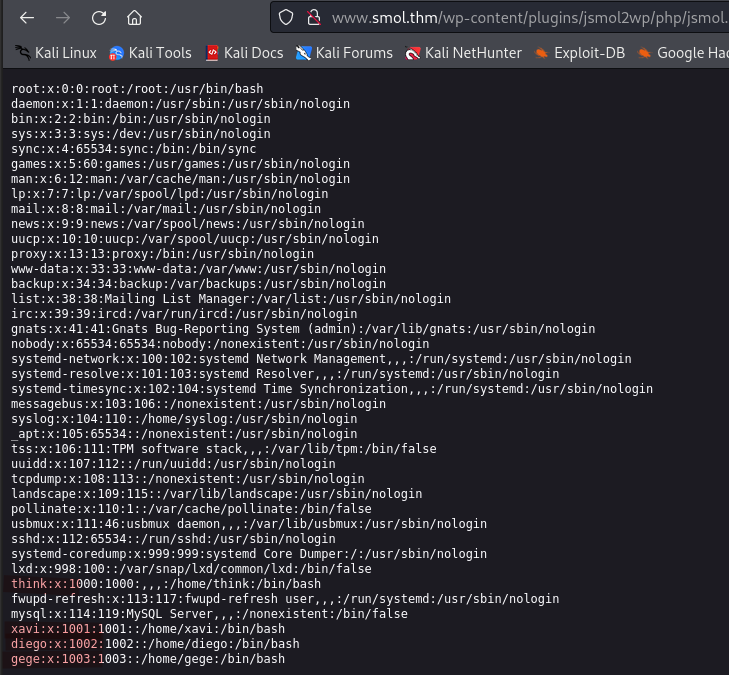 www.smol.thm/wp-content/plugins/jsmol2wp/php/jsmol.
Kali Linux Kali Tools Kali Docs Kali Forums Kali NetHunter Exploit-DB Google Hac
root:x:0:0:root:/root:/usr/bin/bash
daemon:x:1:1:daemon:/usr/sbin:/usr/sbin/nologin
bin:x:2:2:bin:/bin:/usr/sbin/nologin
sys:x:3:3:sys:/dev:/usr/sbin/nologin
sync:x:4:65534:sync:/bin:/bin/sync
games:x:5:60:games:/usr/games:/usr/sbin/nologin
man:x:6:12:man:/var/cache/man:/usr/sbin/nologin
lp:x:7:7:lp:/var/spool/lpd:/usr/sbin/nologin
mail:x:8:8:mail:/var/mail:/usr/sbin/nologin
news:x:9:9:news:/var/spool/news:/usr/sbin/nologin
uucp:x:10:10:uucp:/var/spool/uucp:/usr/sbin/nologin
proxy:x:13:13:proxy:/bin:/usr/sbin/nologin
www-data:x:33:33:www-data:/var/www:/usr/sbin/nologin
backup:x:34:34:backup:/var/backups:/usr/sbin/nologin
list:x:38:38:Mailing List Manager:/var/list:/usr/sbin/nologin
irc:x:39:39:ircd:/var/run/ircd:/usr/sbin/nologin
gnats:x:41:41:Gnats Bug-Reporting System (admin):/var/lib/gnats:/usr/sbin/nologin
nobody:x:65534:65534:nobody:/nonexistent:/usr/sbin/nologin
systemd-network:x:100:102:systemd Network Management,,,:/run/systemd:/usr/sbin/nologin
systemd-resolve:x:101:103:systemd Resolver,,,:/run/systemd:/usr/sbin/nologin
systemd-timesync:x:102:104:systemd Time Synchronization,,,:/run/systemd:/usr/sbin/nologin
messagebus:x:103:106::/nonexistent:/usr/sbin/nologin
syslog:x:104:110::/home/syslog:/usr/sbin/nologin
_apt:x:105:65534::/nonexistent:/usr/sbin/nologin
tss:x:106:111:TPM software stack,,,:/var/lib/tpm:/bin/false
uuidd:x:107:112::/run/uuidd:/usr/sbin/nologin
tcpdump:x:108:113::/nonexistent:/usr/sbin/nologin
landscape:x:109:115::/var/lib/landscape:/usr/sbin/nologin
pollinate:x:110:1::/var/cache/pollinate:/bin/false
usbmux:x:111:46:usbmux daemon,,,:/var/lib/usbmux:/usr/sbin/nologin
sshd:x:112:65534::/run/sshd:/usr/sbin/nologin
systemd-coredump:x:999:999:systemd Core Dumper:/:/usr/sbin/nologin
lxd:x:998:100::/var/snap/lxd/common/lxd:/bin/false
think:x:1000:1000:,,,:/home/think:/bin/bash
fwupd-refresh:x:113:117:fwupd-refresh user,,,:/run/systemd:/usr/sbin/nologin
mysql:x:114:119:MySQL Server,,,:/nonexistent:/bin/false
xavi:x:1001:1001::/home/xavi:/bin/bash
diego:x:1002:1002::/home/diego:/bin/bash
gege:x:1003:1003::/home/gege:/bin/bash